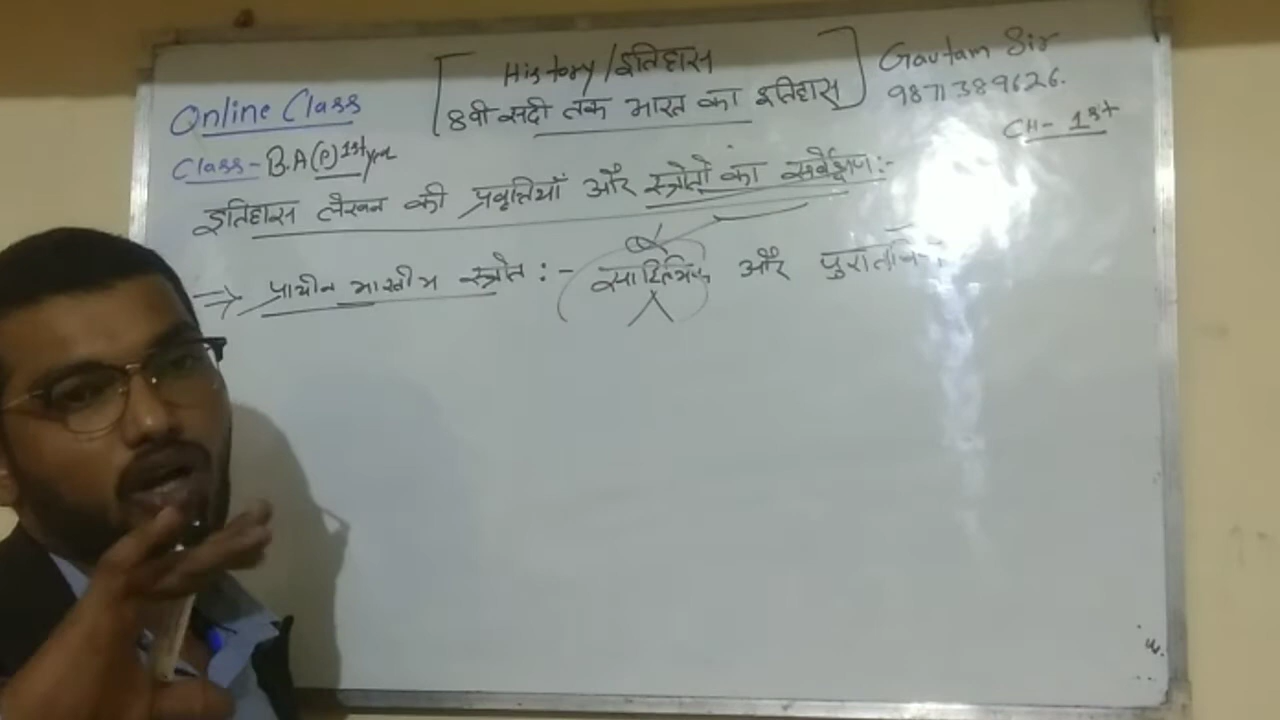 History/इतिहास
8वी सदी तक भारत का इतिहास
Gautam Sir
9871389626.
Online Class
CH- 1st
Class- B.A(P) 1st year
इतिहास लेखन की प्रवृत्तियाँ और स्त्रोतों का सर्वेक्षण:-
⇒ प्राचीन भारतीय स्त्रोत :- साहित्यिक और